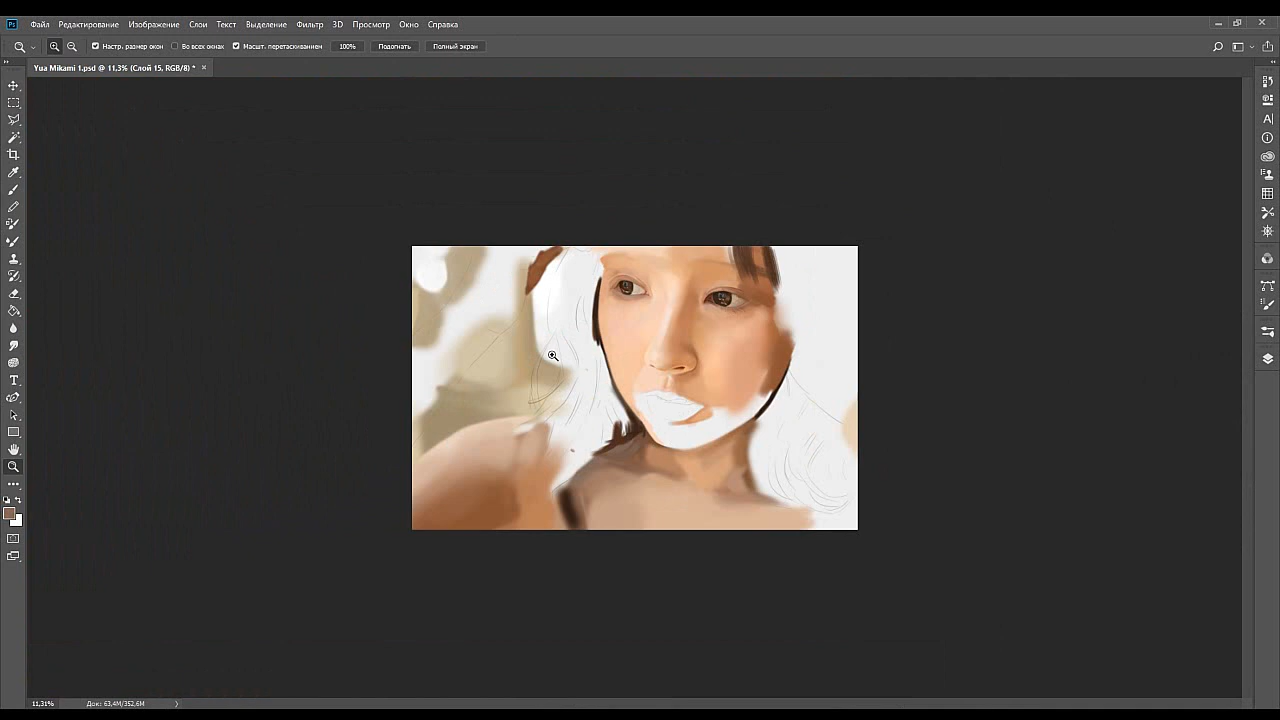 Ps Файл Редактирование Изображение Слои Текст Выделение Фильтр 3D Просмотр Окно Справка
Настр. размер окон Во всех окнах Масшт. перетаскиванием 100% Подогнать Полный экран
Yua Mikami 1.psd @ 11,3% (Слой 15, RGB/8) * ×
11,31% Док: 63,4M/352,6M